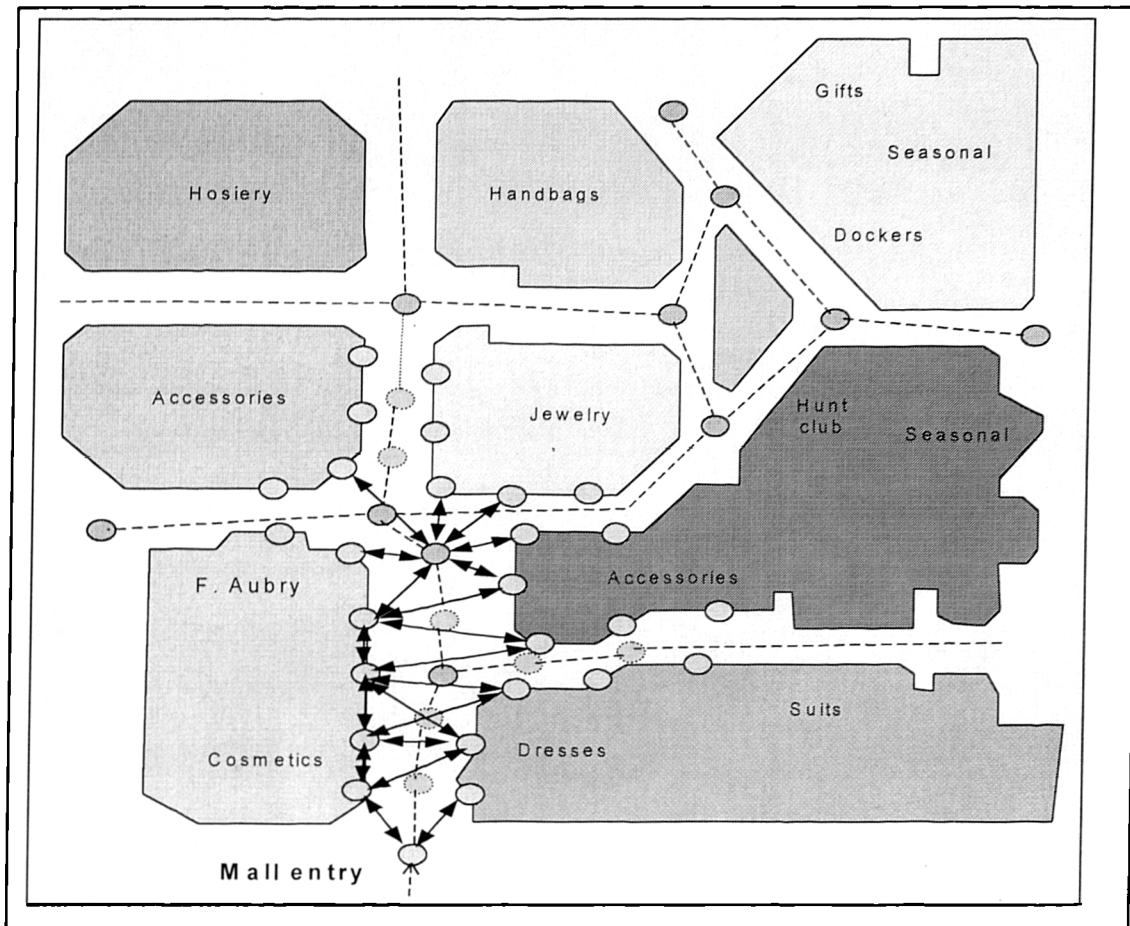 Gifts
Seasonal
Hosiery
Handbags
Dockers
Accessories
Jewelry
Hunt
club
Seasonal
F. Aubry
Accessories
Suits
Cosmetics
Dresses
Mall entry